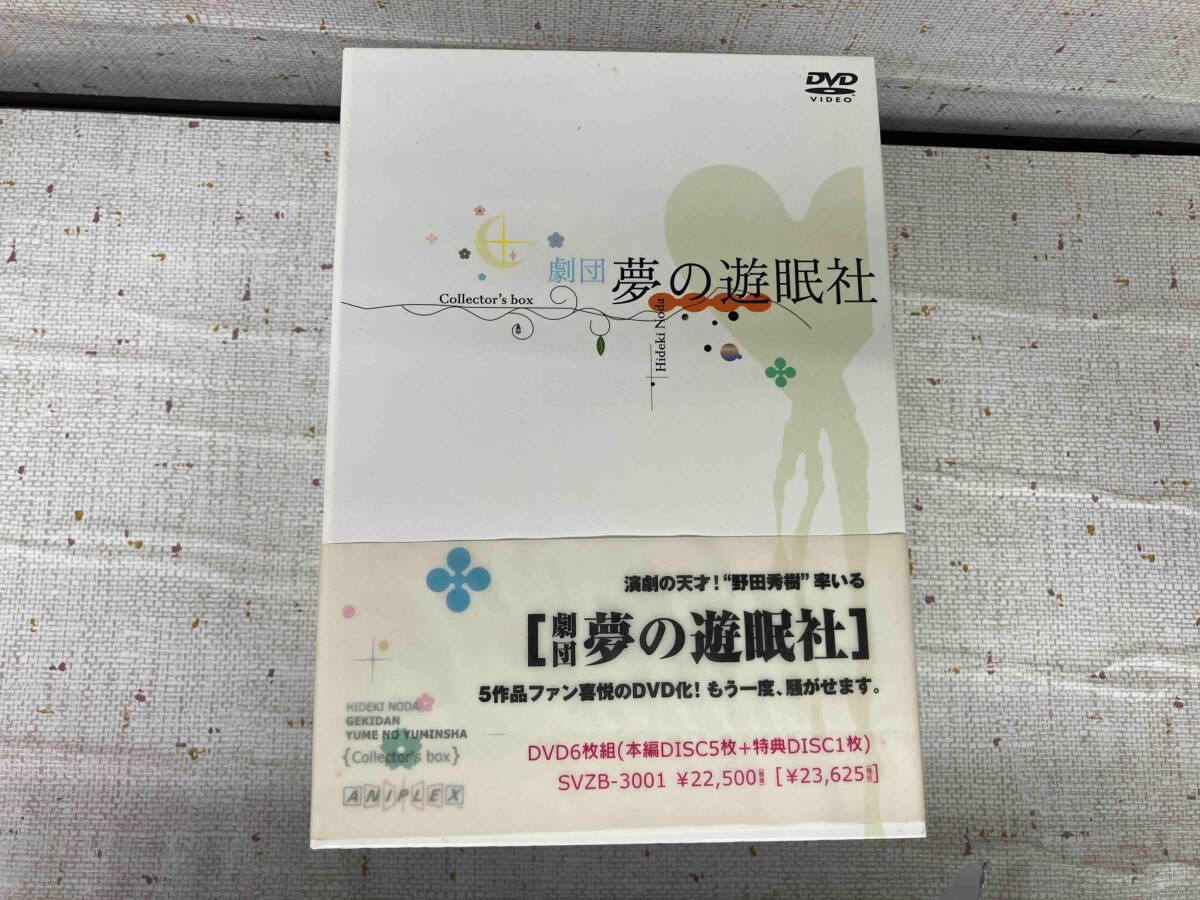 DVD
VIDEO
劇団 夢の遊眠社
Collector's box
Hideki Noda
演劇の天才!“野田秀樹”率いる
[劇団 夢の遊眠社]
5作品ファン喜悦のDVD化!もう一度、騒がせます。
HIDEKI NODA
GEKIDAN
YUME NO YUMINSHA
{Collector's box}
ANIPLEX
DVD6枚組(本編DISC5枚+特典DISC1枚)
SVZB-3001 ¥22,500 [¥23,625]